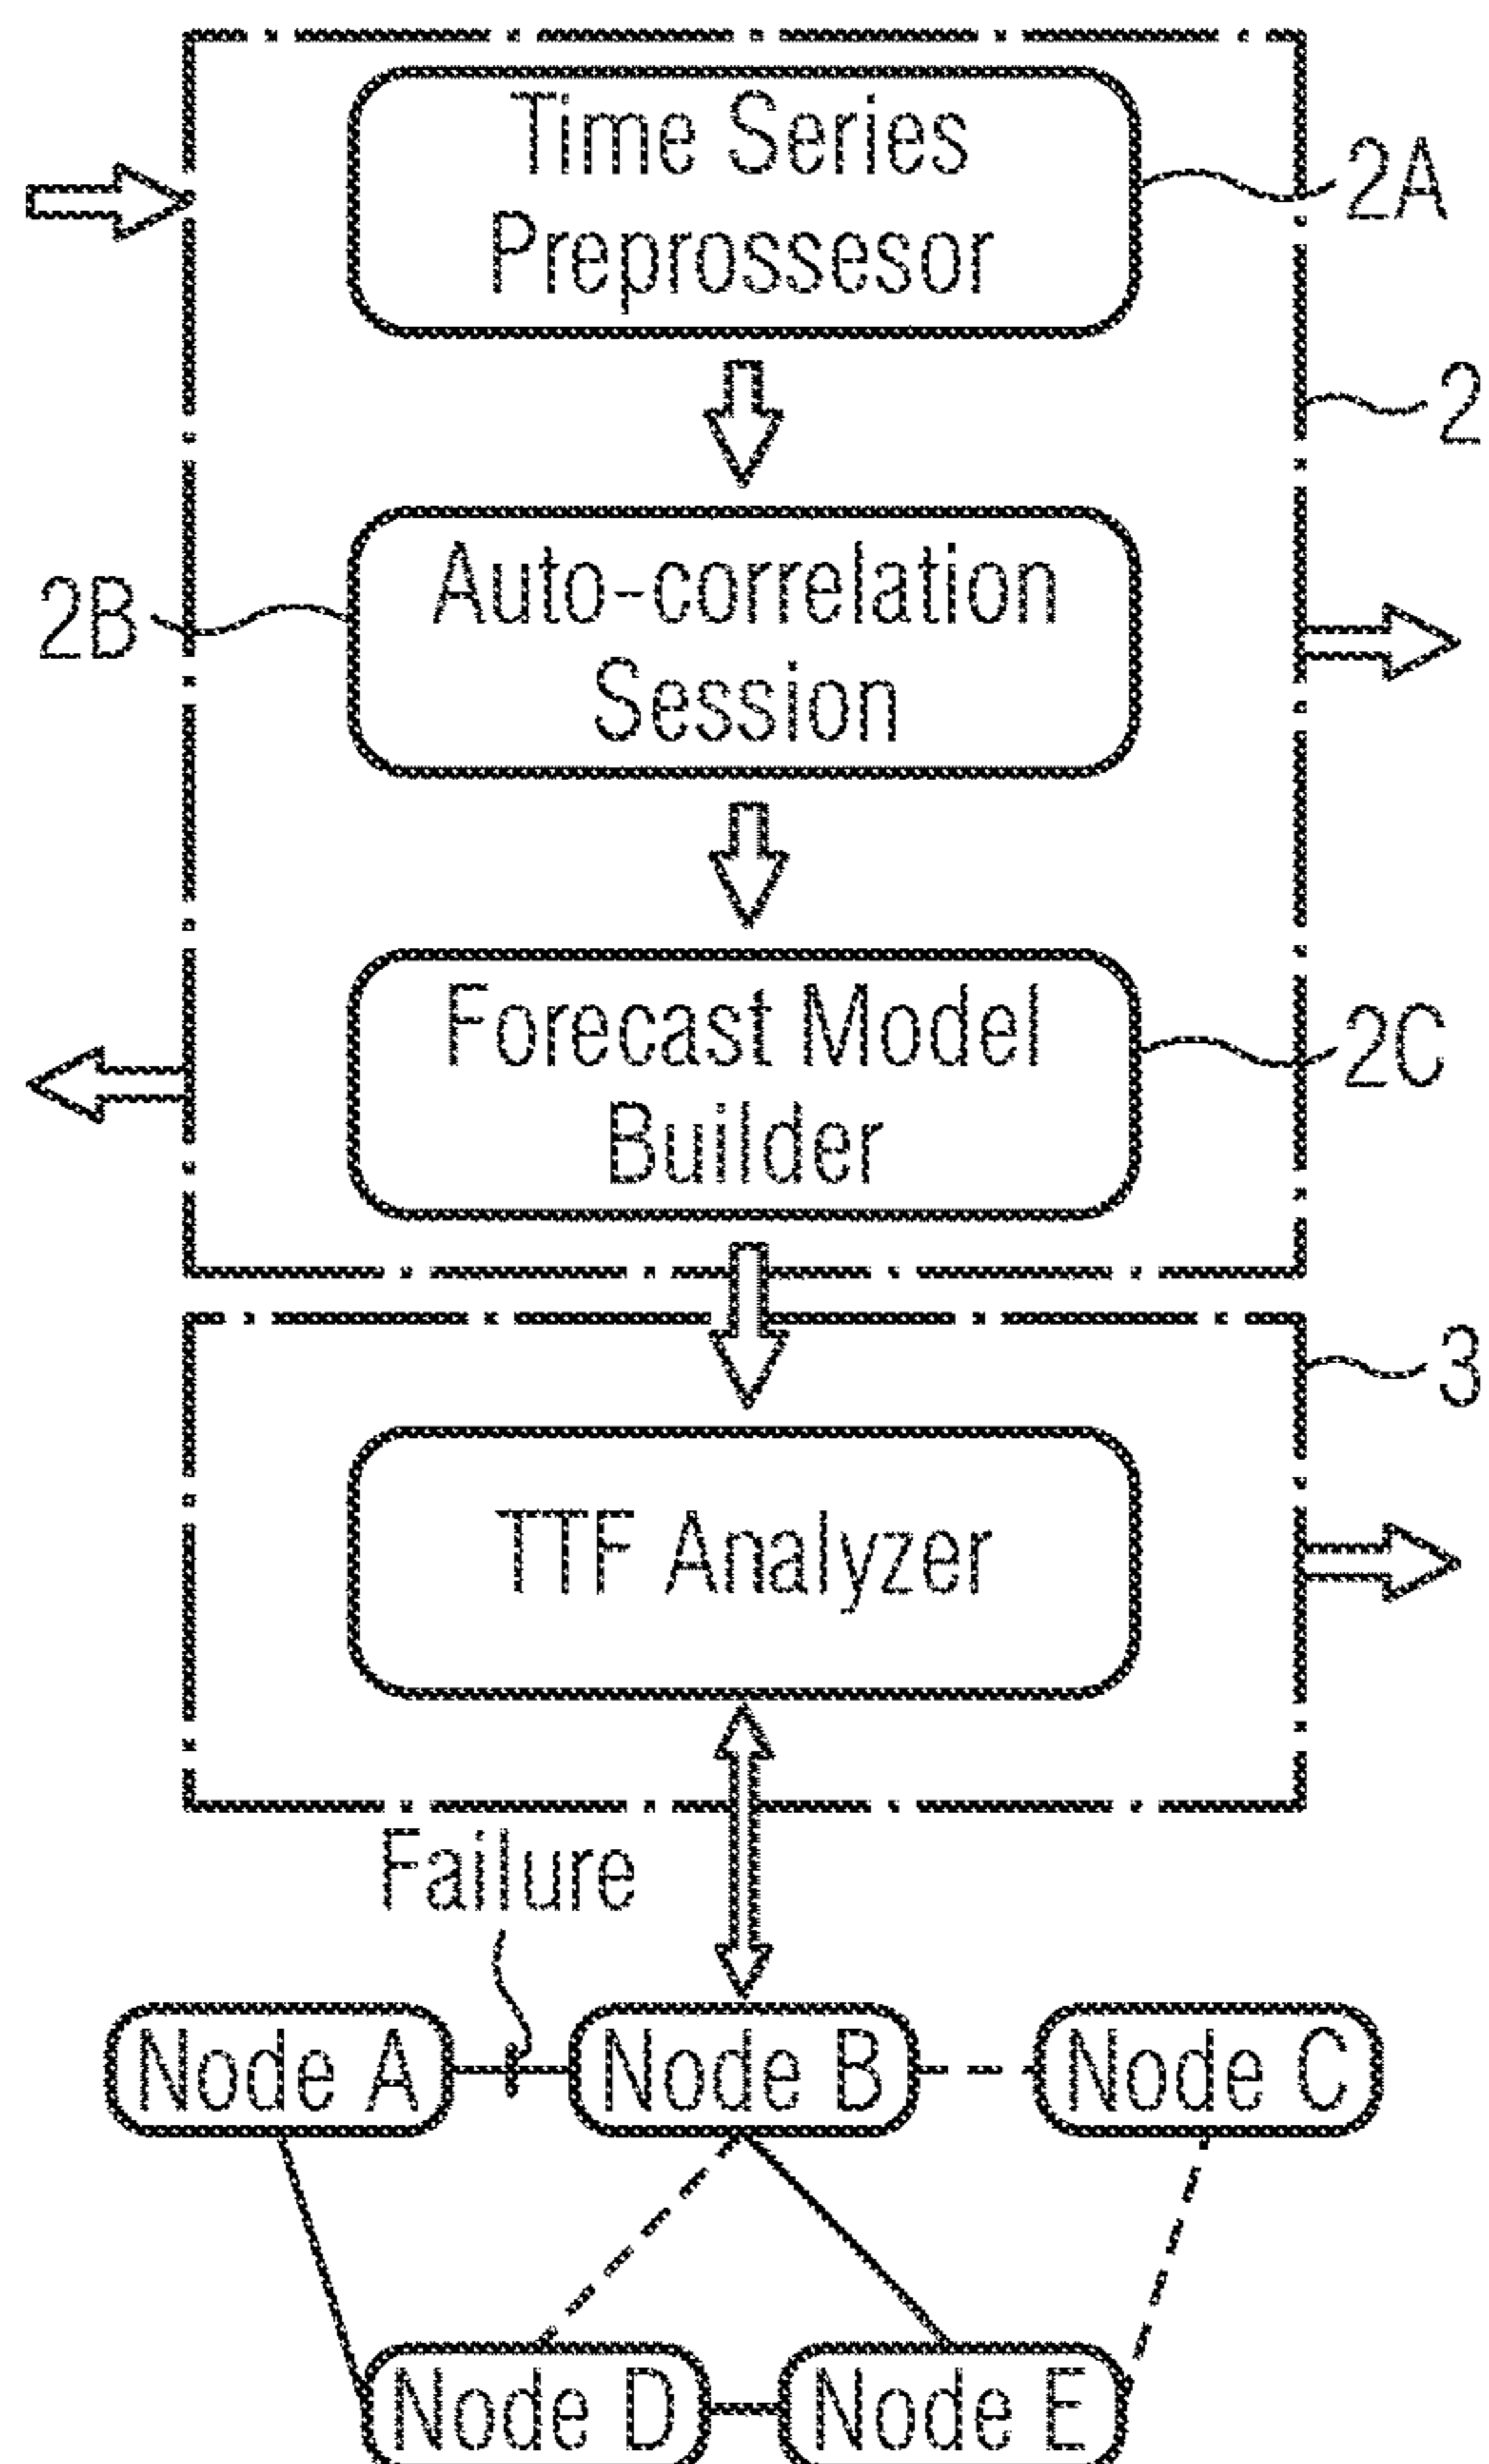 Time Series
Preprossesor
2A
2
Auto-correlation
Session
2B
Forecast Model
Builder
2C
3
TTF Analyzer
Failure
Node A
Node B
Node C
Node D
Node E